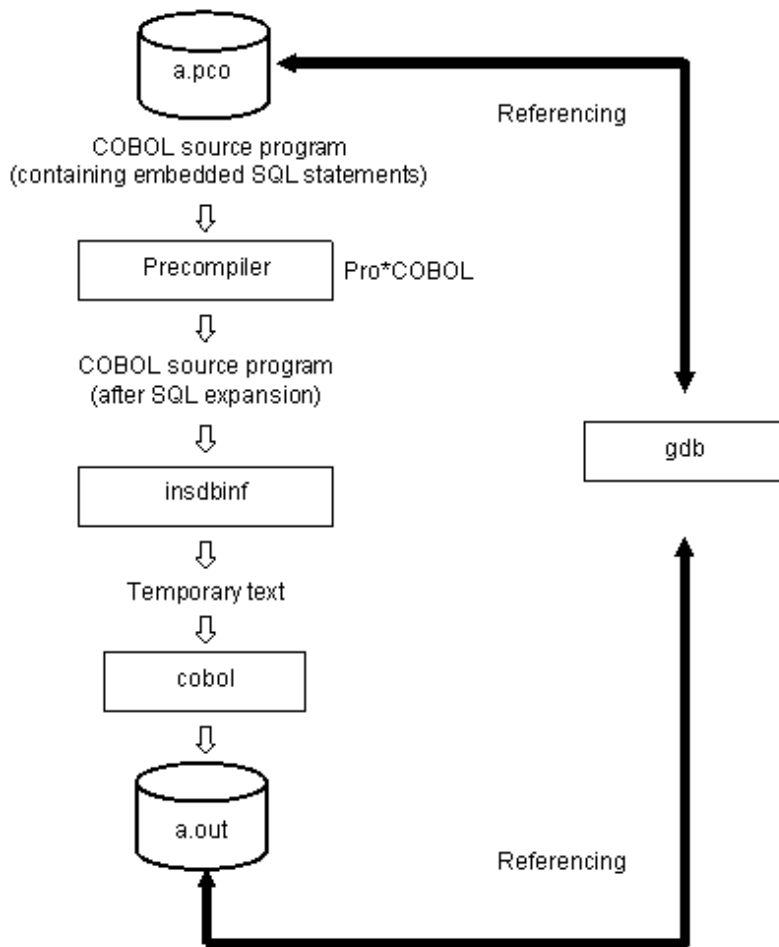 a.pco
Referencing
COBOL source program
(containing embedded SQL statements)
Precompiler
Pro*COBOL
COBOL source program
(after SQL expansion)
gdb
insdbinf
Temporary text
cobol
a.out
Referencing